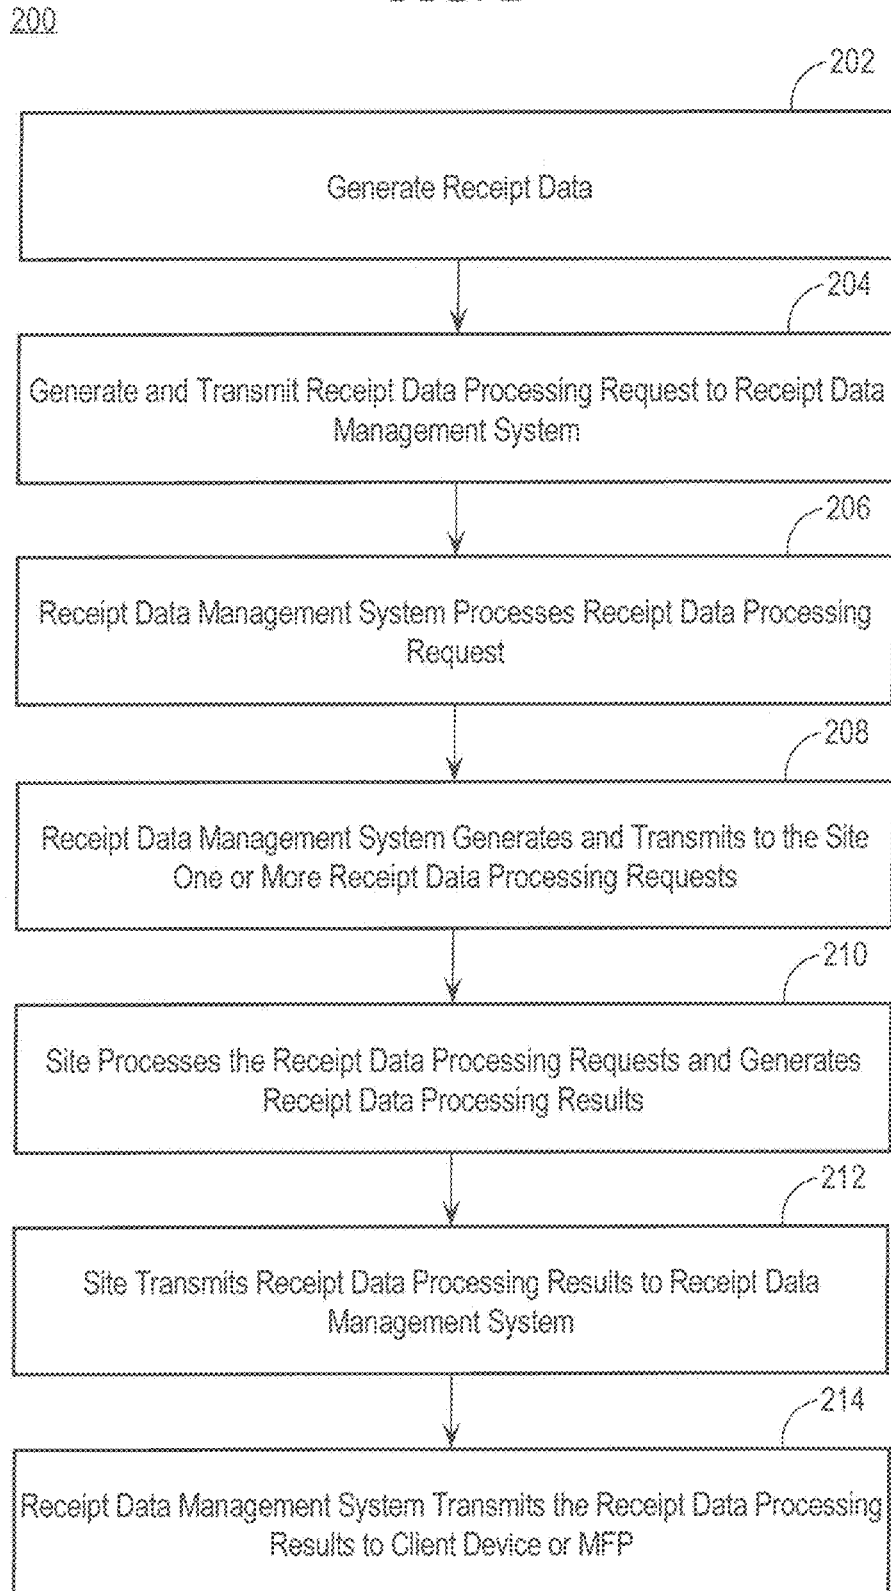 200
202
Generate Receipt Data
204
Generate and Transmit Receipt Data Processing Request to Receipt Data
Management System
206
Receipt Data Management System Processes Receipt Data Processing
Request
208
Receipt Data Management System Generates and Transmits to the Site
One or More Receipt Data Processing Requests
210
Site Processes the Receipt Data Processing Requests and Generates
Receipt Data Processing Results
212
Site Transmits Receipt Data Processing Results to Receipt Data
Management System
214
Receipt Data Management System Transmits the Receipt Data Processing
Results to Client Device or MFP